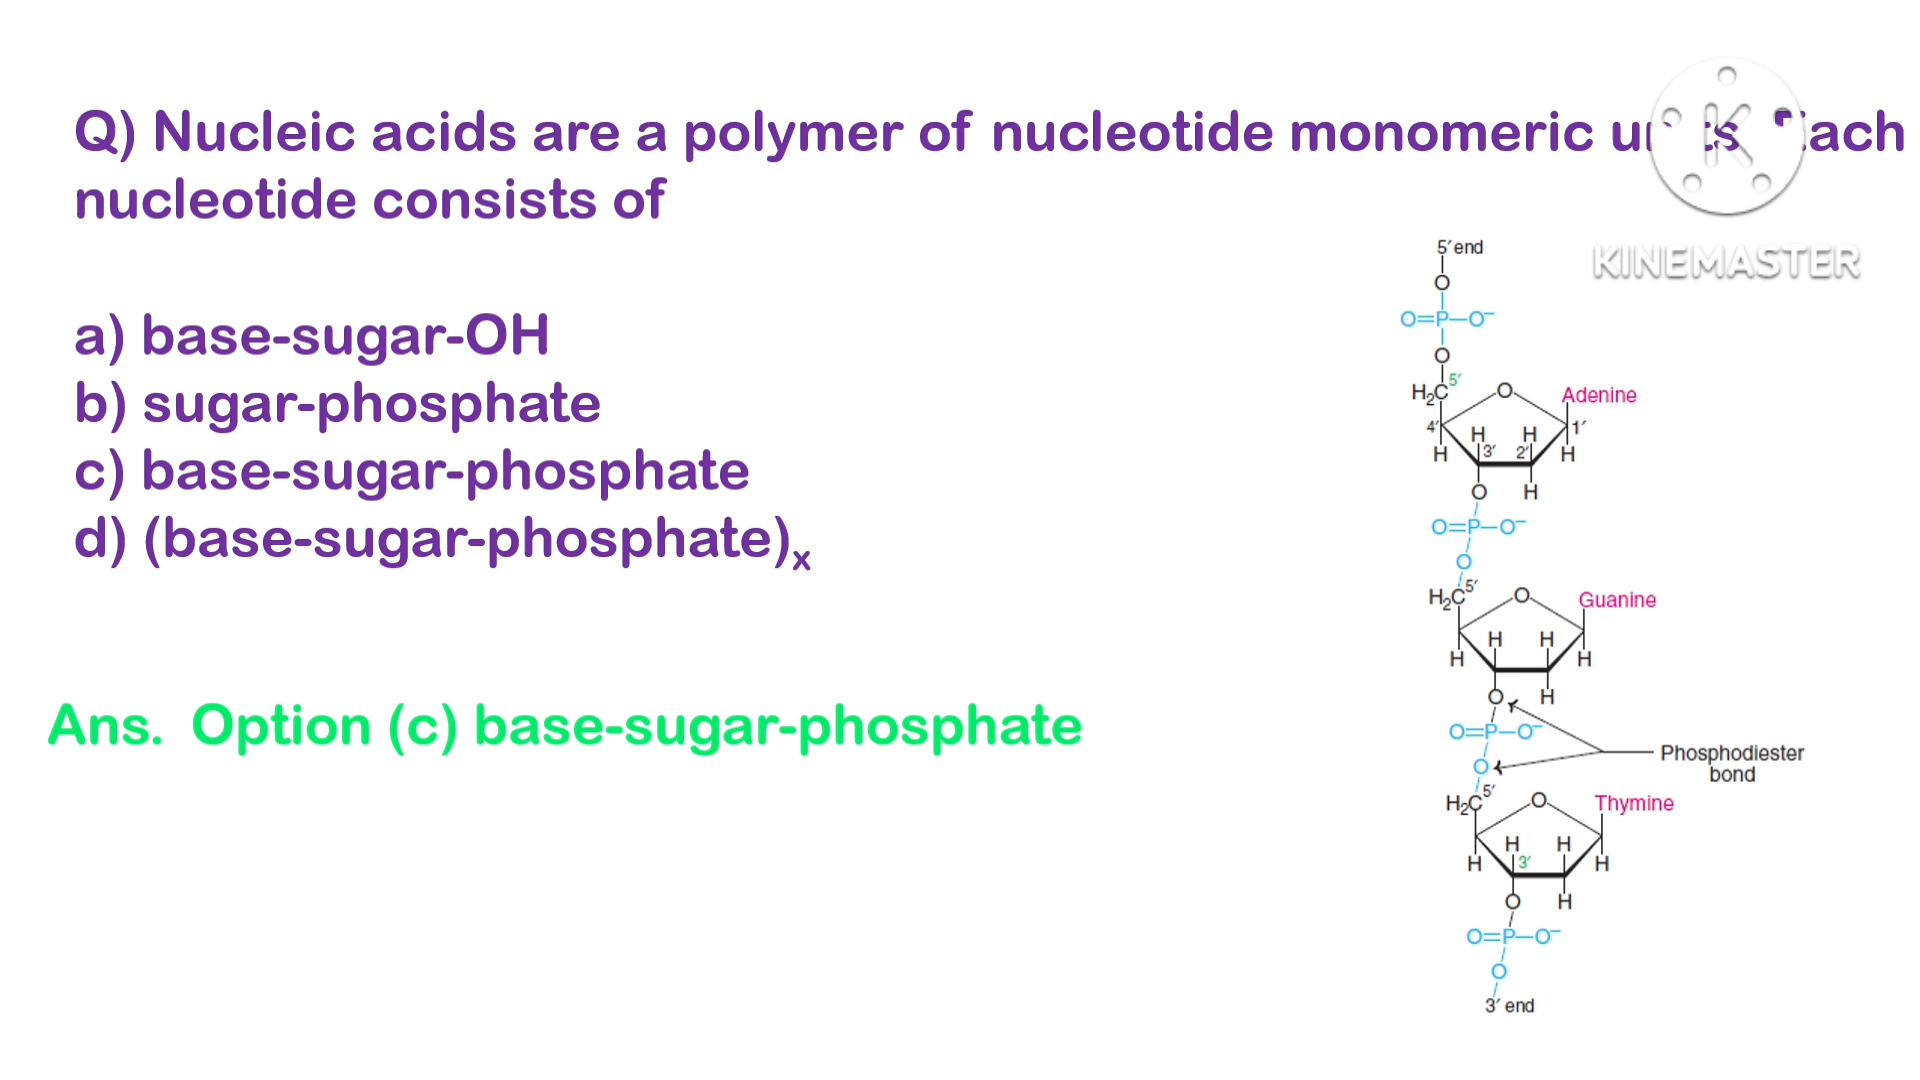 Q) Nucleic acids are a polymer of nucleotide monomeric units. Each
nucleotide consists of
a) base-sugar-OH
b) sugar-phosphate
c) base-sugar-phosphate
d) (base-sugar-phosphate)ₓ
Ans. Option (c) base-sugar-phosphate
K
KINEMASTER
5′ end
O
O=P—O⁻
O
H₂C 5′ O Adenine
4′ H H 1′
H 3′ 2′ H
O H
O=P—O⁻
O
H₂C 5′ O Guanine
H H
H H
O H
O=P—O⁻
Phosphodiester
bond
O
H₂C 5′ O Thymine
H H
H 3′ H
O H
O=P—O⁻
O
3′ end